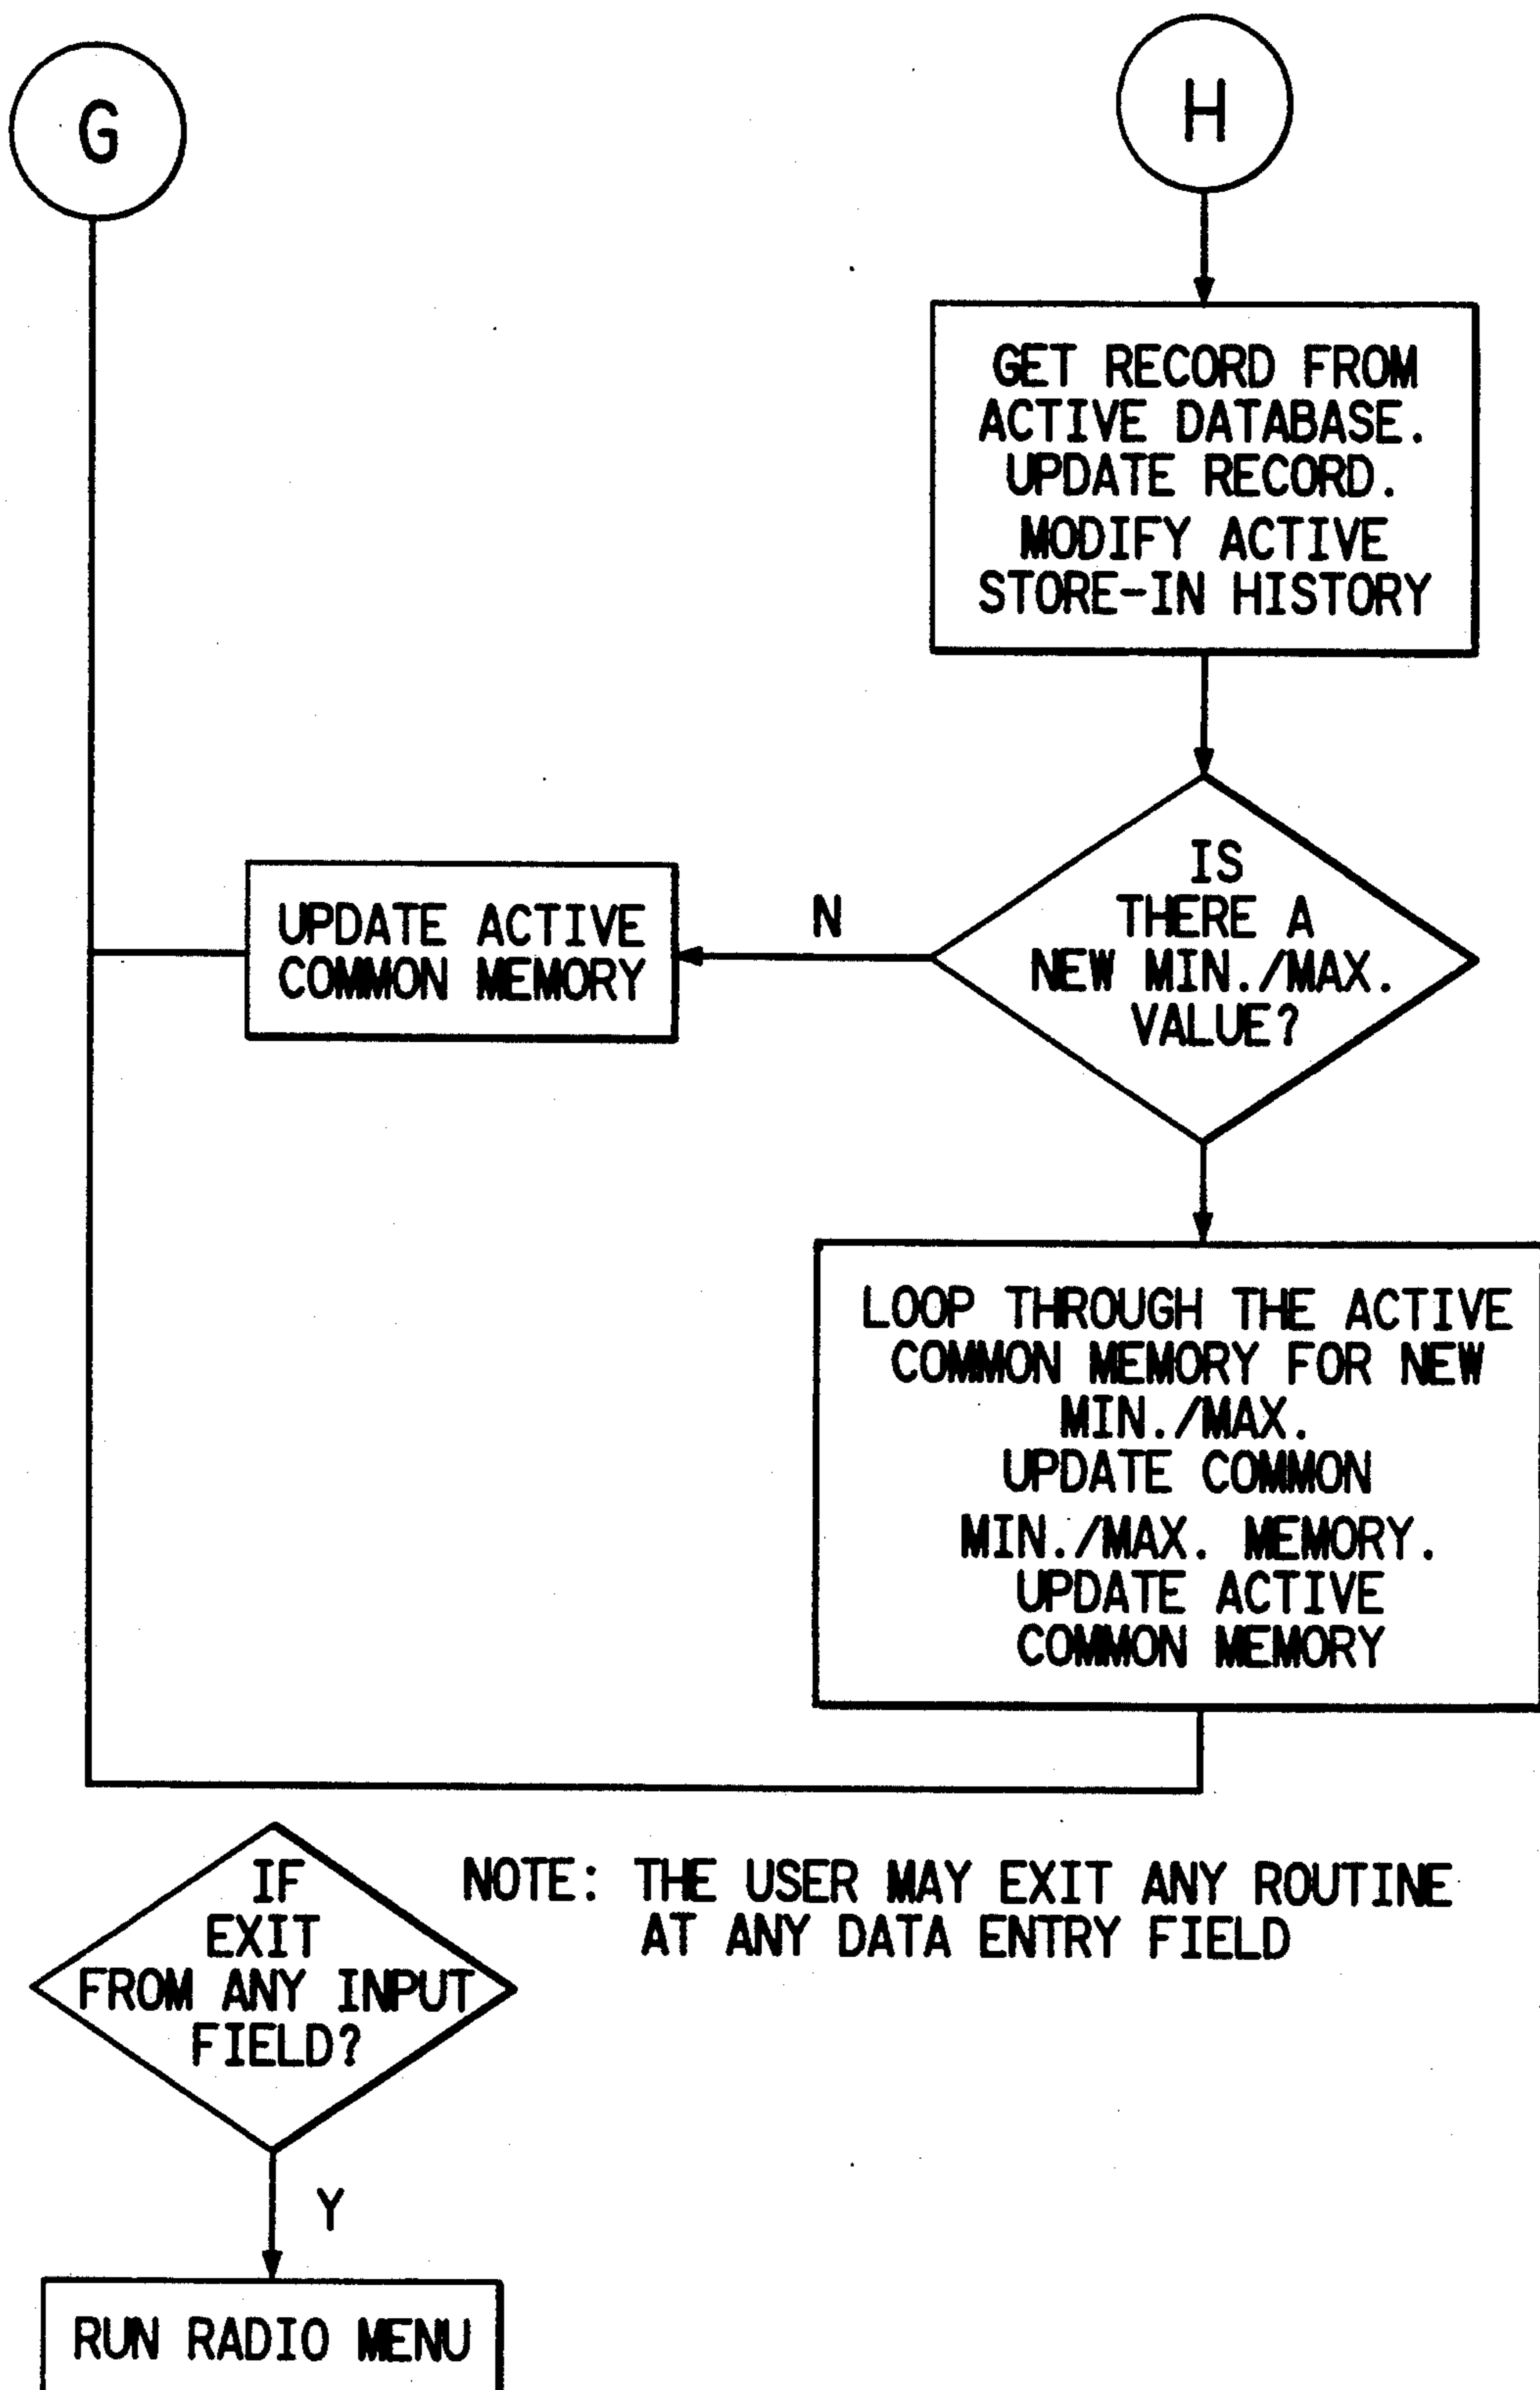 G
H
GET RECORD FROM
ACTIVE DATABASE.
UPDATE RECORD.
MODIFY ACTIVE
STORE-IN HISTORY
IS
THERE A
NEW MIN./MAX.
VALUE?
N
UPDATE ACTIVE
COMMON MEMORY
LOOP THROUGH THE ACTIVE
COMMON MEMORY FOR NEW
MIN./MAX.
UPDATE COMMON
MIN./MAX. MEMORY.
UPDATE ACTIVE
COMMON MEMORY
IF
EXIT
FROM ANY INPUT
FIELD?
NOTE: THE USER MAY EXIT ANY ROUTINE
AT ANY DATA ENTRY FIELD
Y
RUN RADIO MENU